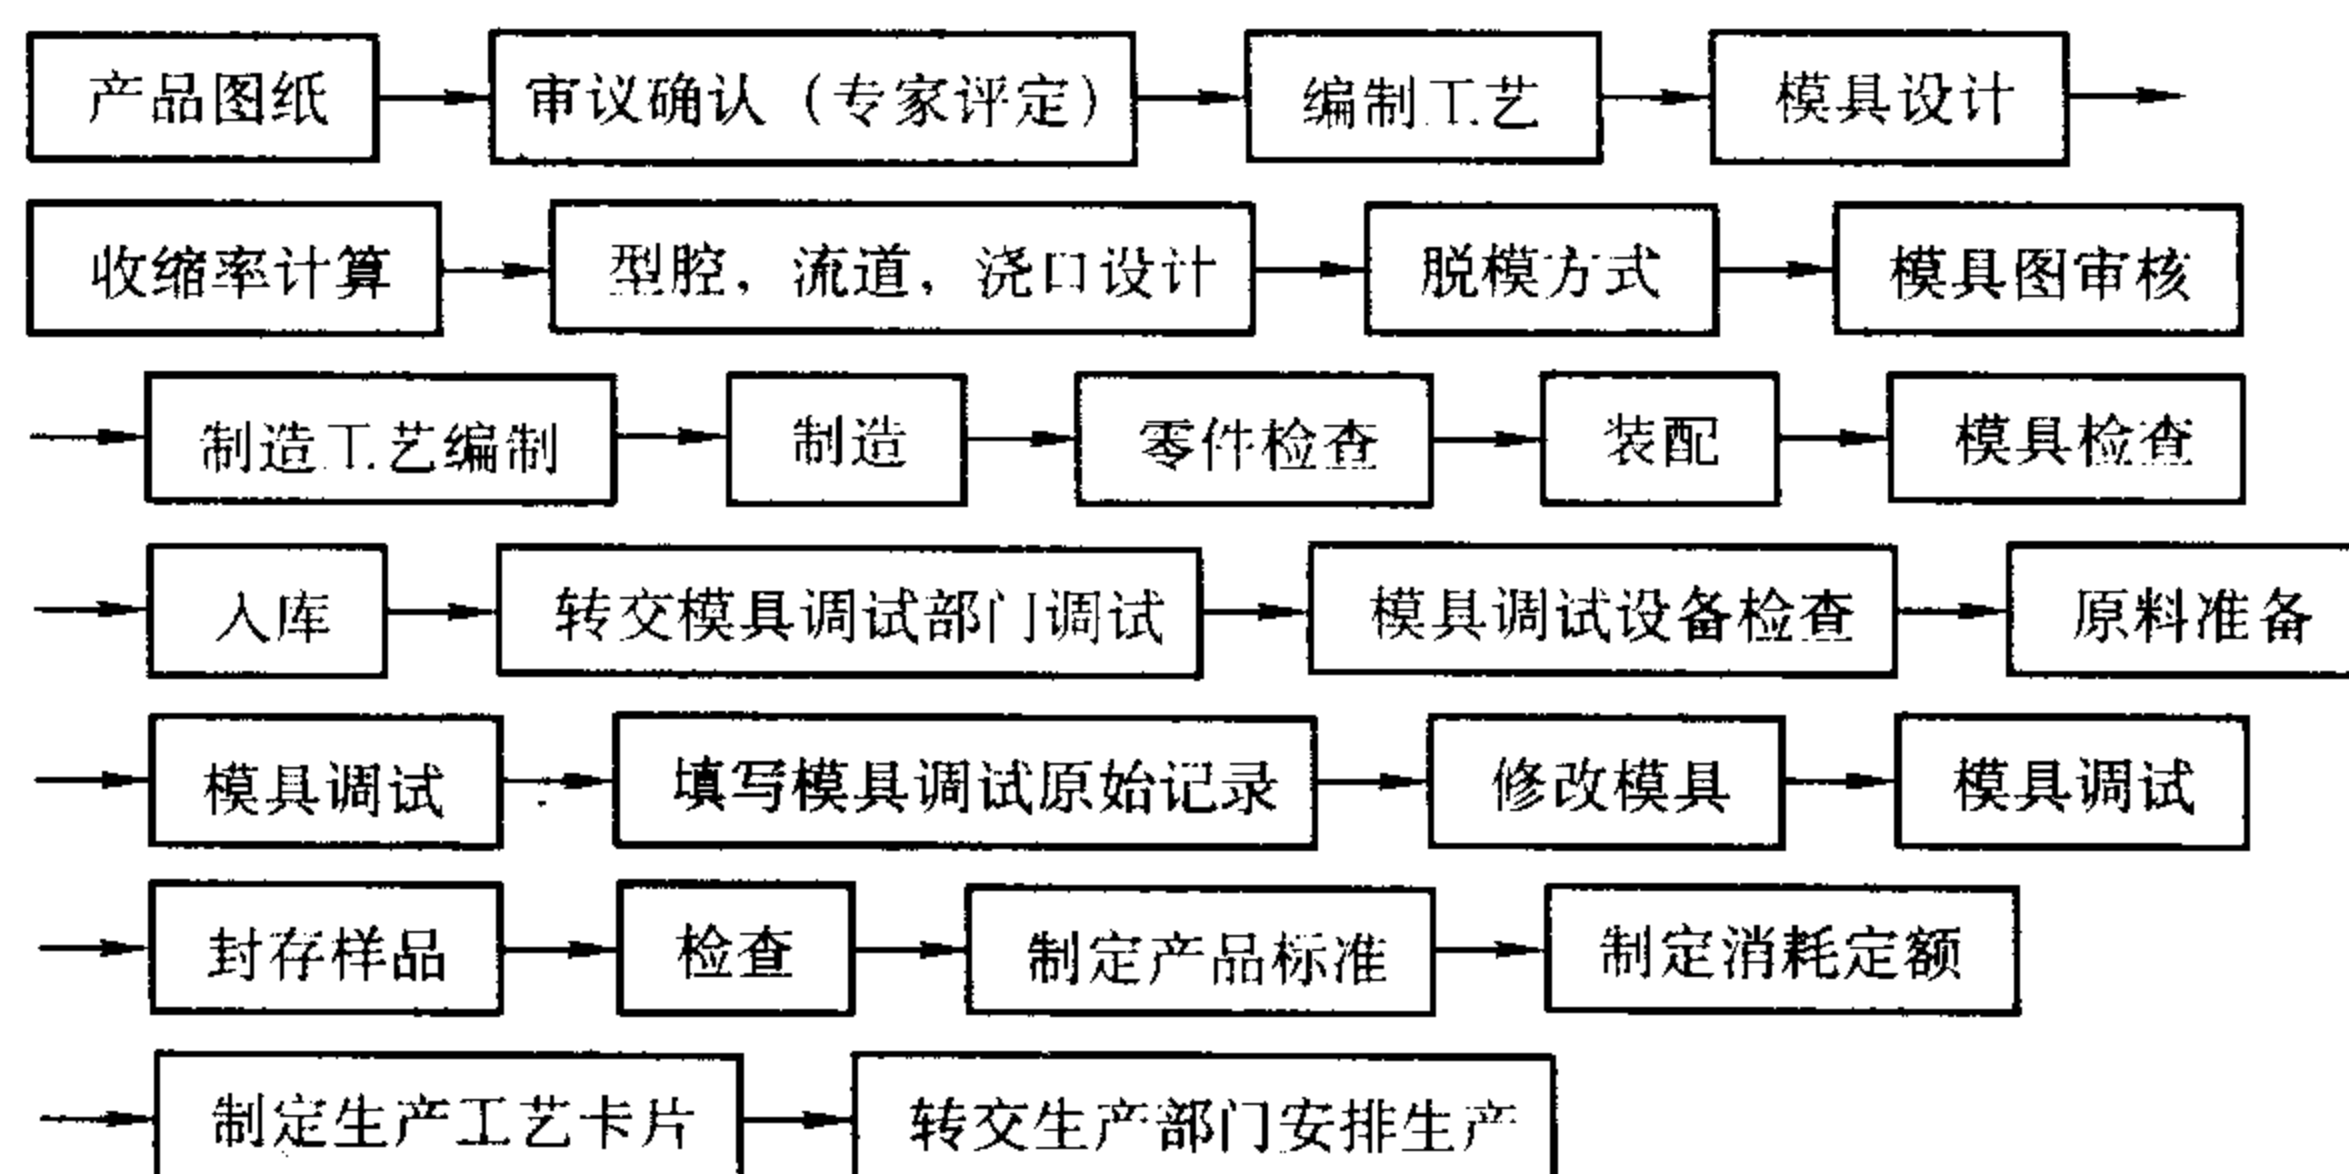 产品图纸 审议确认（专家评定） 编制工艺 模具设计
收缩率计算 型腔，流道，浇口设计 脱模方式 模具图审核
制造工艺编制 制造 零件检查 装配 模具检查
入库 转交模具调试部门调试 模具调试设备检查 原料准备
模具调试 填写模具调试原始记录 修改模具 模具调试
封存样品 检查 制定产品标准 制定消耗定额
制定生产工艺卡片 转交生产部门安排生产